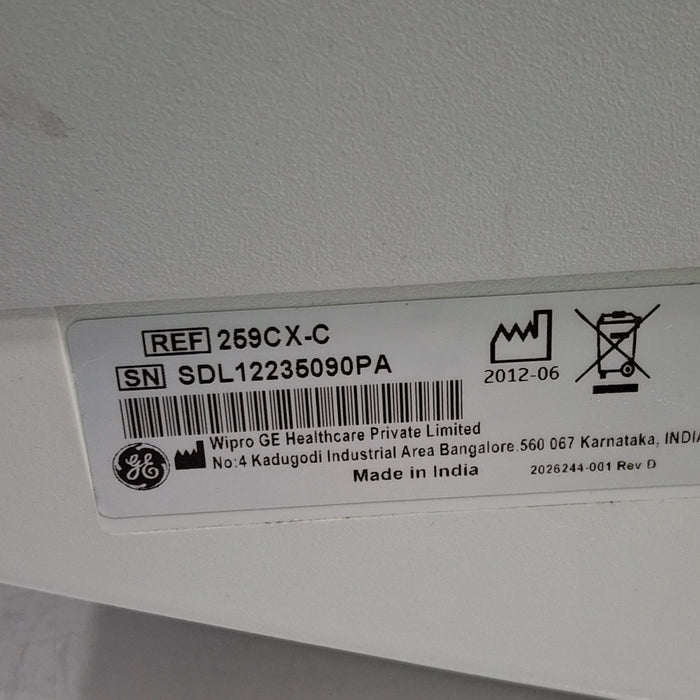 REF 259CX-C
SN SDL12235090PA
2012-06
GE
Wipro GE Healthcare Private Limited
No:4 Kadugodi Industrial Area Bangalore.560 067 Karnataka, INDIA
Made in India
2026244-001 Rev D